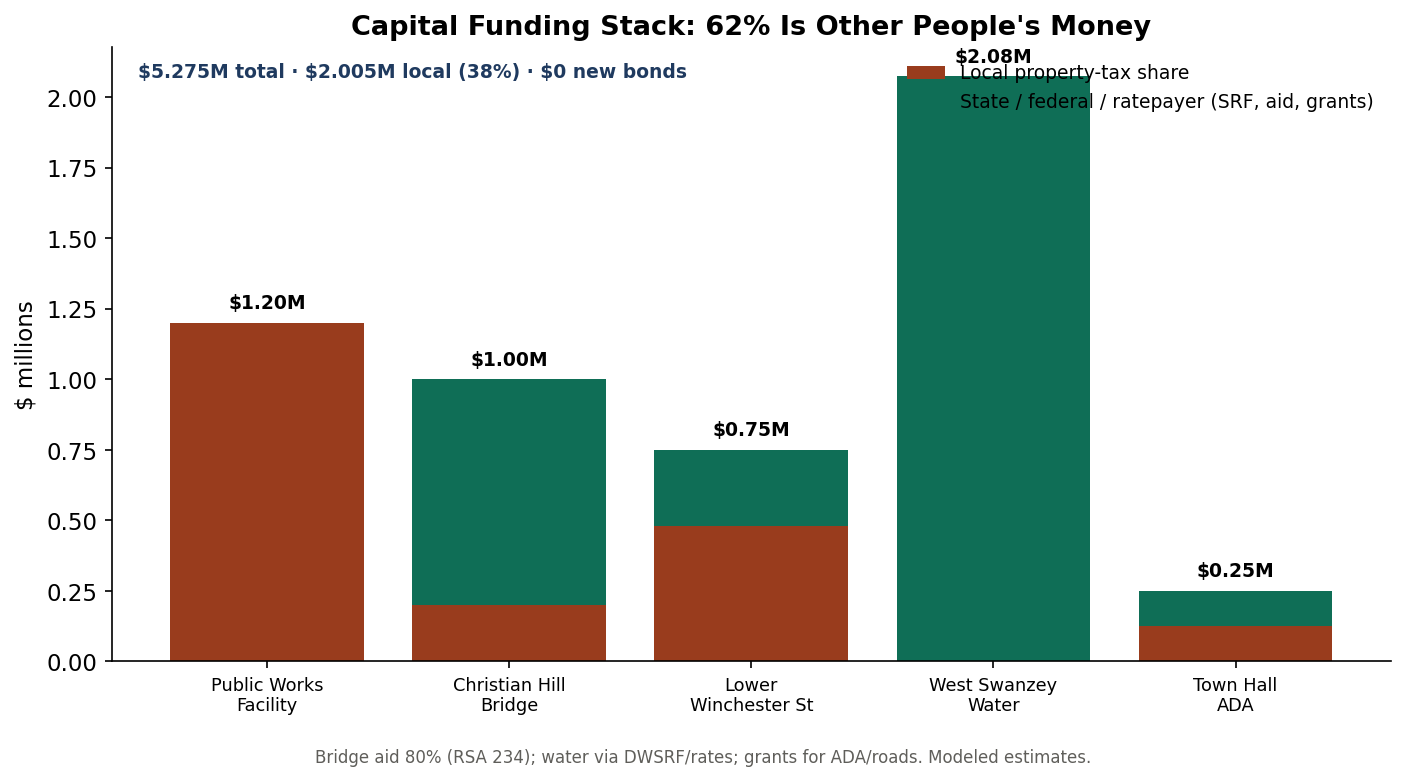 Capital Funding Stack: 62% Is Other People's Money
$5.275M total · $2.005M local (38%) · $0 new bonds
$2.08M
Local property-tax share
State / federal / ratepayer (SRF, aid, grants)
2.00
1.75
1.50
1.25
1.00
0.75
0.50
0.25
0.00
$ millions
$1.20M
$1.00M
$0.75M
$0.25M
Public Works
Facility
Christian Hill
Bridge
Lower
Winchester St
West Swanzey
Water
Town Hall
ADA
Bridge aid 80% (RSA 234); water via DWSRF/rates; grants for ADA/roads. Modeled estimates.